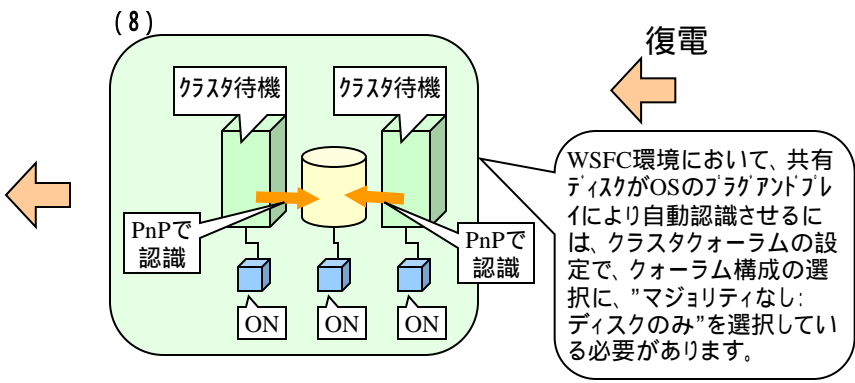 (8)
復電
ｸﾗｽﾀ待機
ｸﾗｽﾀ待機
PnPで
認識
PnPで
認識
ON
ON
ON
WSFC環境において、共有
ﾃﾞｨｽｸがOSのﾌﾟﾗｸﾞｱﾝﾄﾞﾌﾟﾚ
ｲにより自動認識させるに
は、クラスタクォーラムの設
定で、クォーラム構成の選
択に、”マジョリティなし:
ディスクのみ”を選択してい
る必要があります。